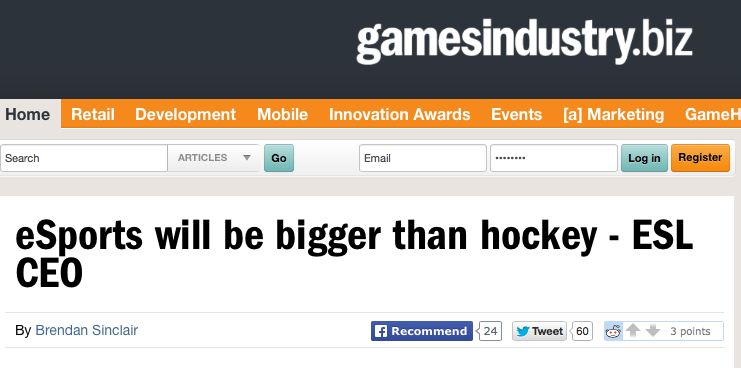 gamesindustry.biz
Home Retail Development Mobile Innovation Awards Events [a] Marketing GameH
Search ARTICLES Go Email •••••••• Log in Register
eSports will be bigger than hockey - ESL
CEO
By Brendan Sinclair Recommend 24 Tweet 60 3 points